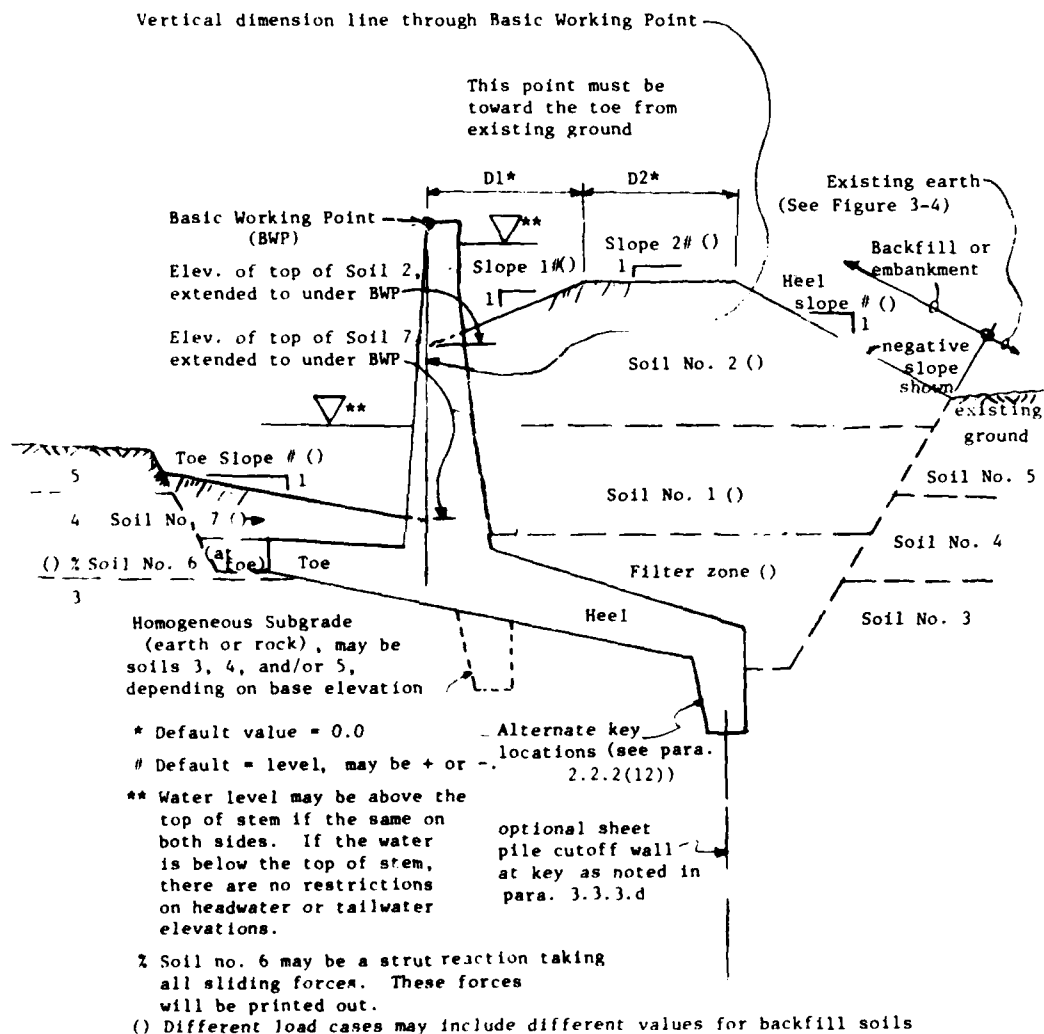 Vertical dimension line through Basic Working Point
This point must be
toward the toe from
existing ground
D1*
D2*
Existing earth
(See Figure 3-4)
Basic Working Point
(BWP)
**
Slope 2# ()
1
Backfill or
embankment
Elev. of top of Soil 2,
extended to under BWP
Slope 1#()
1
Heel
slope # ()
1
Elev. of top of Soil 7,
extended to under BWP
Soil No. 2 ()
negative
slope
shown
**
existing
ground
Toe Slope # ()
1
5
Soil No. 1 ()
Soil No. 5
4
Soil No. 7 ()
Soil No. 4
() % Soil No. 6 (at toe)
Toe
Filter zone ()
3
Heel
Soil No. 3
Homogeneous Subgrade
(earth or rock), may be
soils 3, 4, and/or 5,
depending on base elevation
* Default value = 0.0
# Default = level, may be + or -.
Alternate key
locations (see para.
2.2.2(12))
** Water level may be above the
top of stem if the same on
both sides. If the water
is below the top of stem,
there are no restrictions
on headwater or tailwater
elevations.
optional sheet
pile cutoff wall
at key as noted in
para. 3.3.3.d
% Soil no. 6 may be a strut reaction taking
all sliding forces. These forces
will be printed out.
() Different load cases may include different values for backfill soils